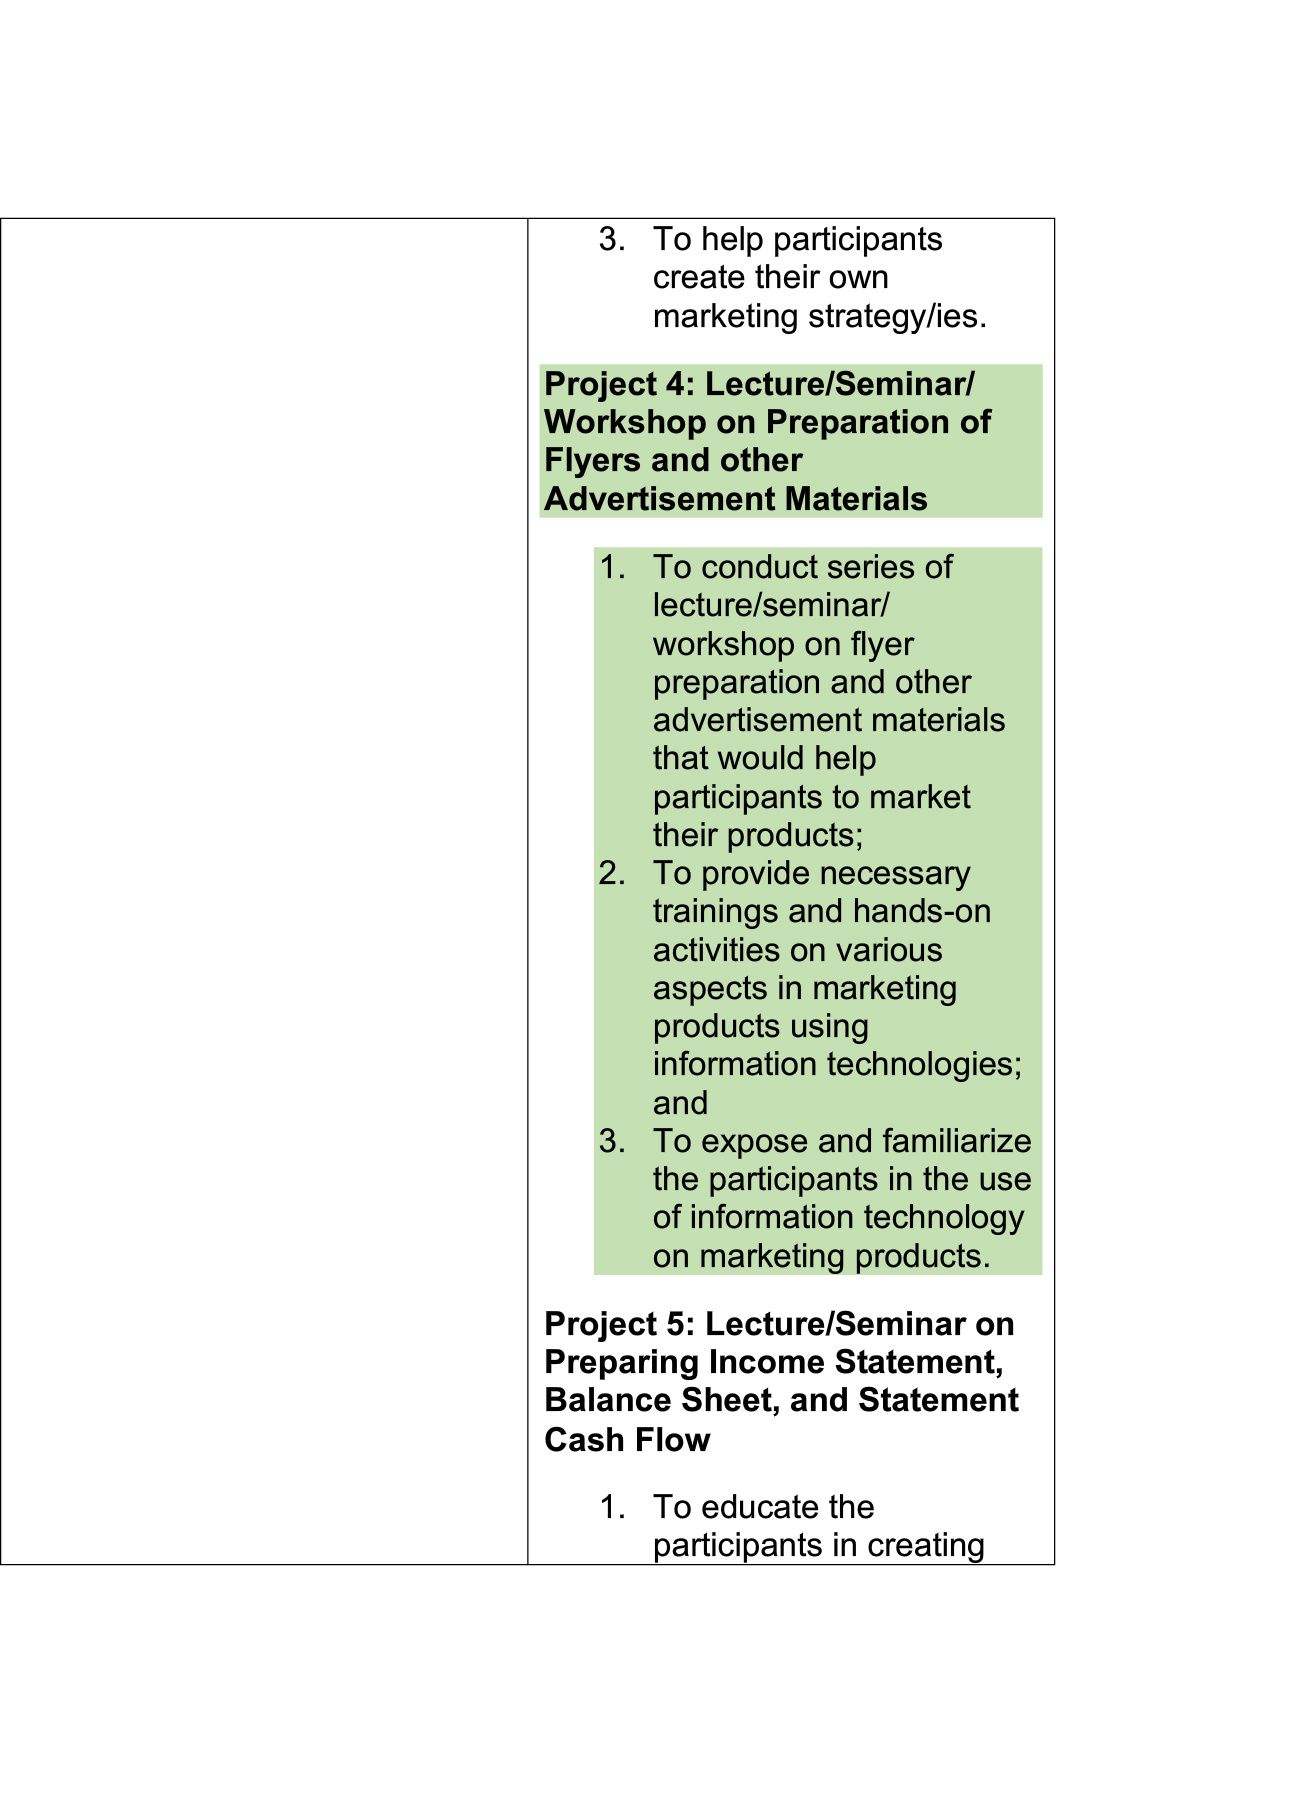 3. To help participants
create their own
marketing strategy/ies.
Project 4: Lecture/Seminar/
Workshop on Preparation of
Flyers and other
Advertisement Materials
1. To conduct series of
lecture/seminar/
workshop on flyer
preparation and other
advertisement materials
that would help
participants to market
their products;
2. To provide necessary
trainings and hands-on
activities on various
aspects in marketing
products using
information technologies;
and
3. To expose and familiarize
the participants in the use
of information technology
on marketing products.
Project 5: Lecture/Seminar on
Preparing Income Statement,
Balance Sheet, and Statement
Cash Flow
1. To educate the
participants in creating